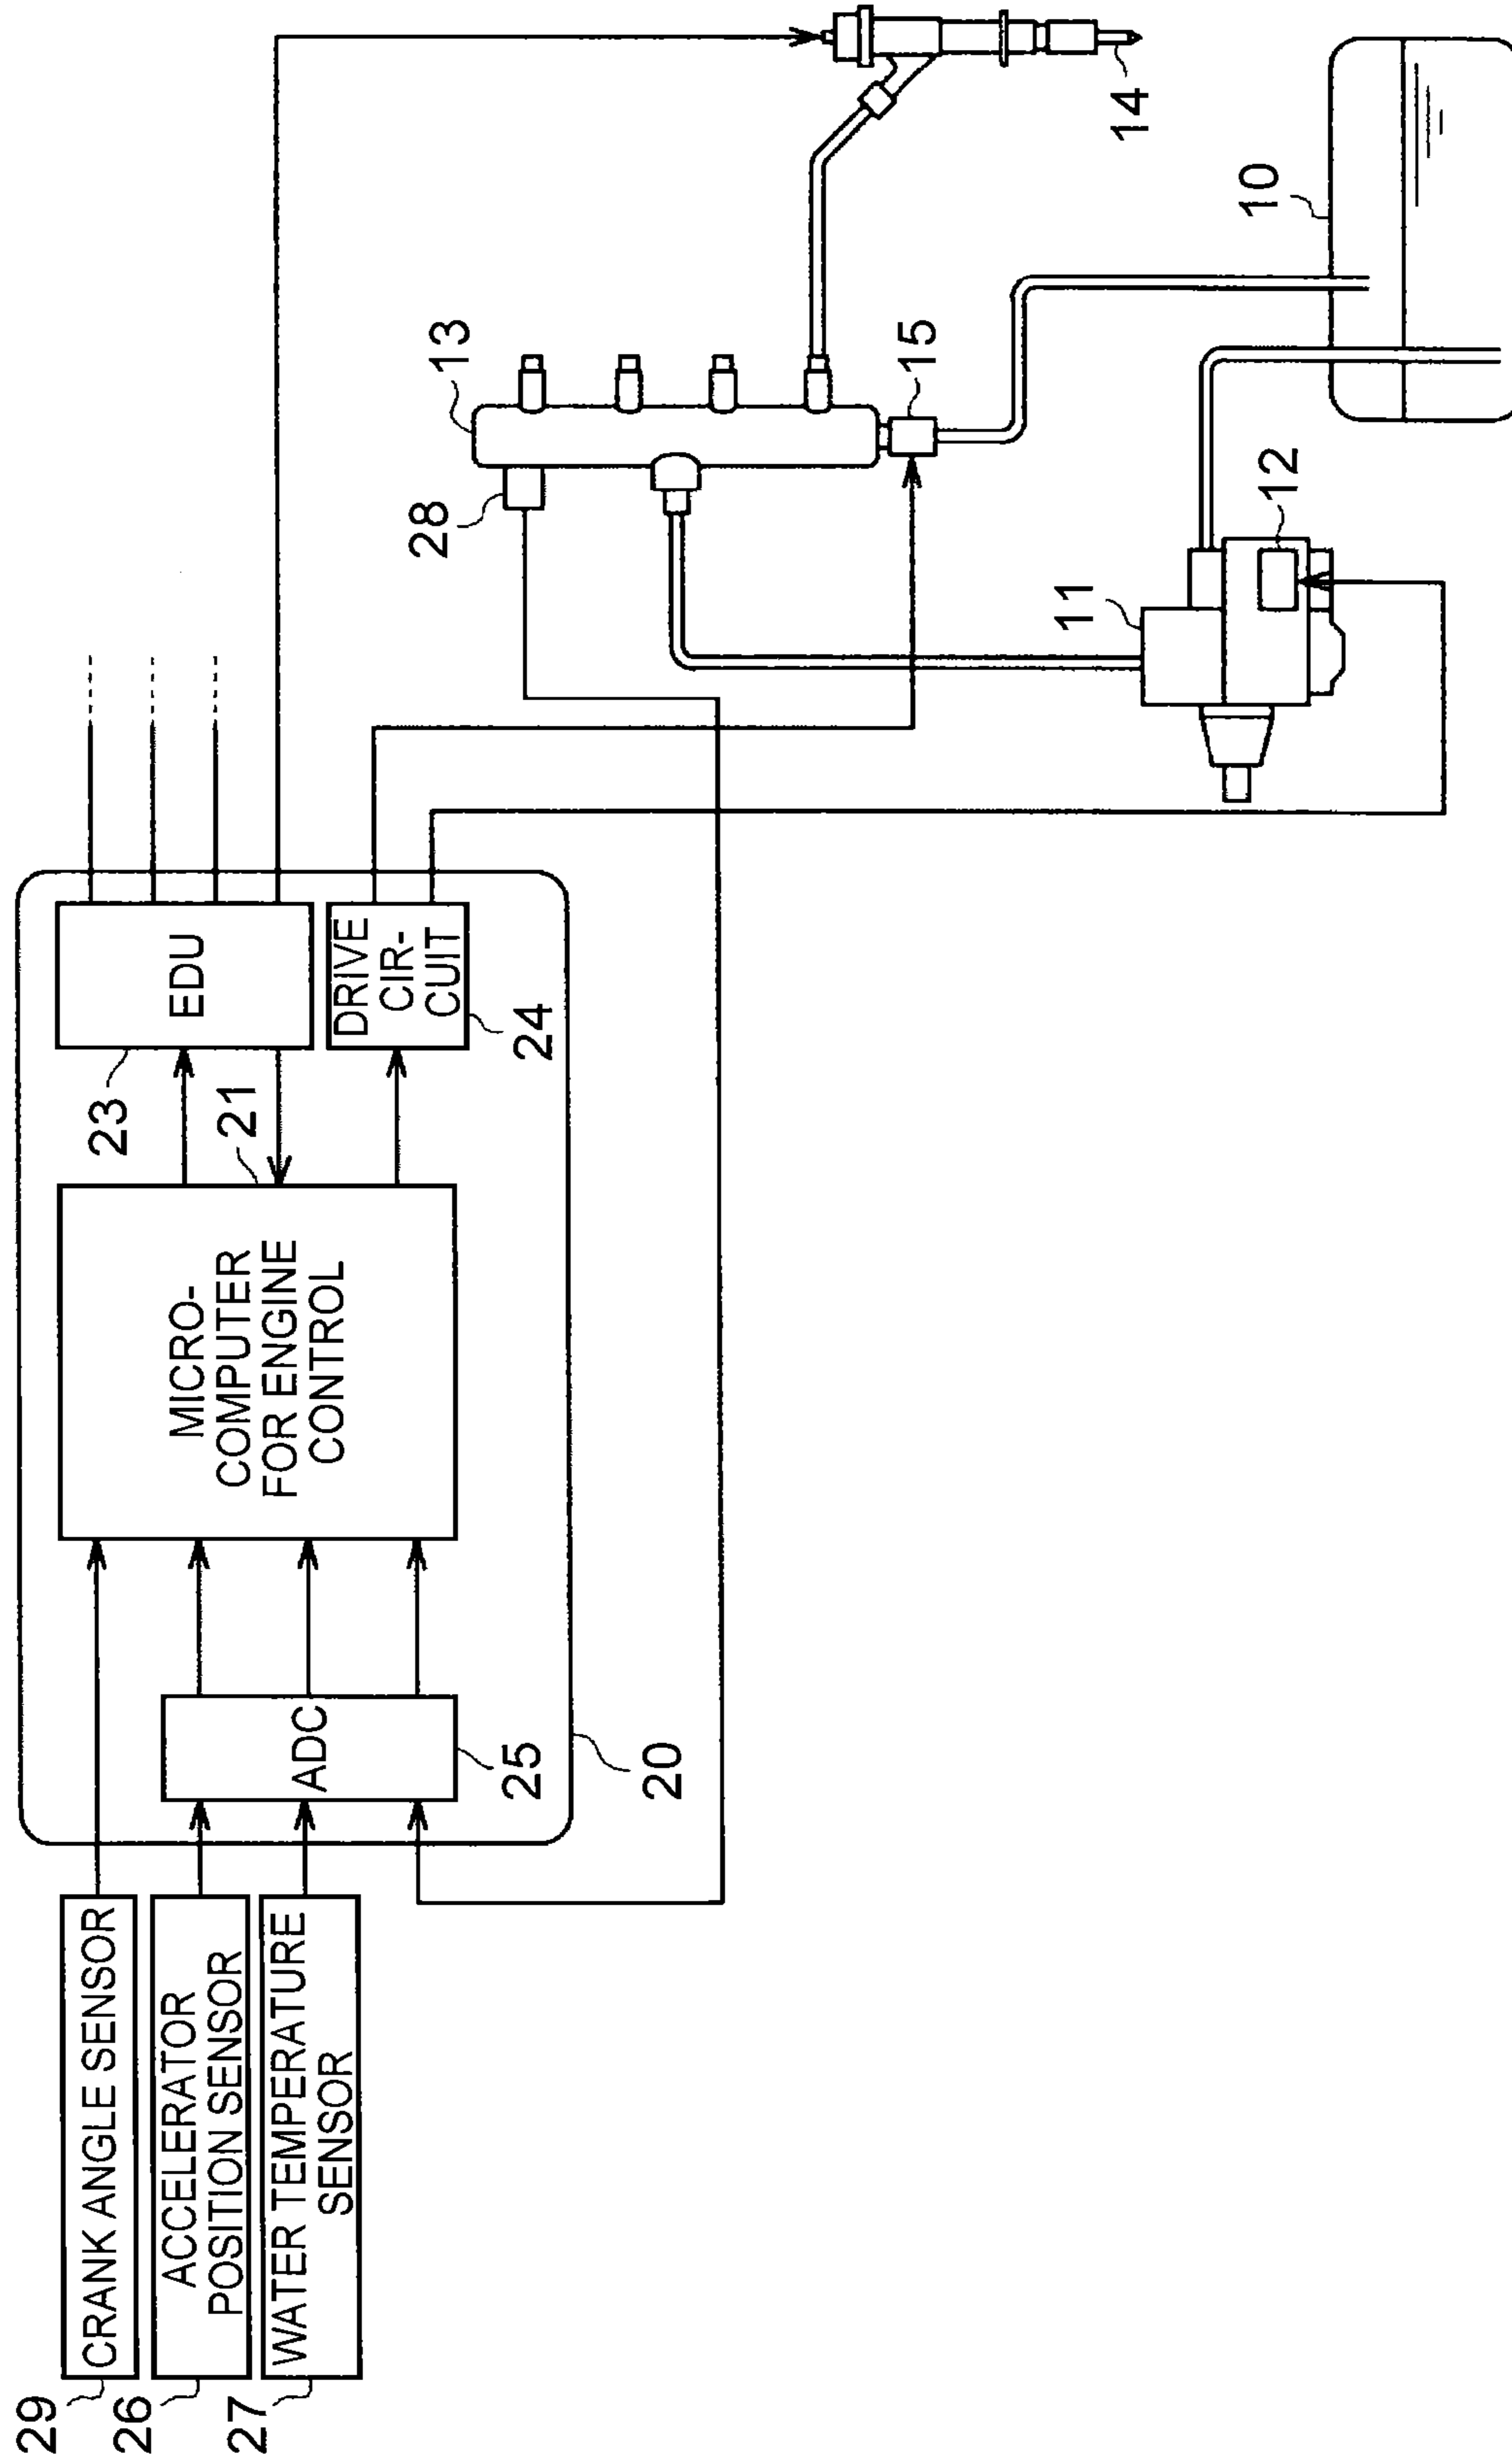 29
CRANK ANGLE SENSOR
26
ACCELERATOR
POSITION SENSOR
27
WATER TEMPERATURE
SENSOR
ADC
25
20
MICRO-
COMPUTER
FOR ENGINE
CONTROL
21
23
EDU
DRIVE
CIR-
CUIT
24
28
13
15
11
12
10
14